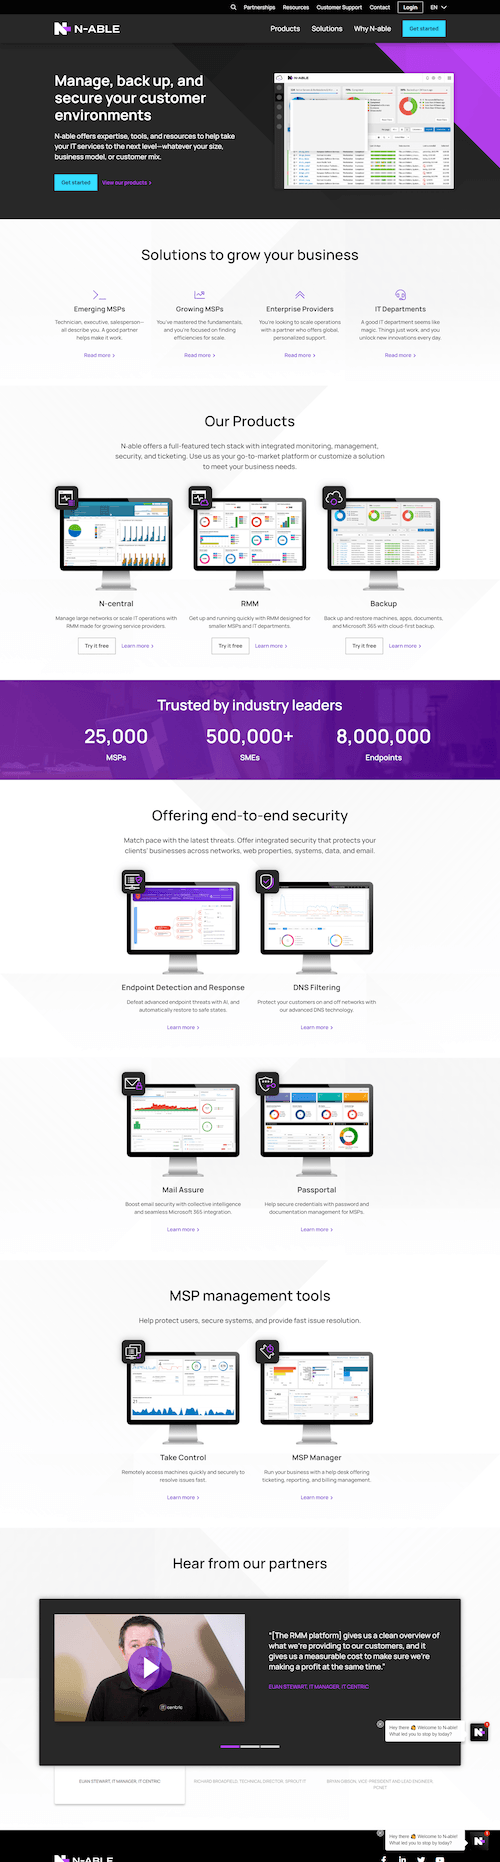 Partnerships Resources Customer Support Contact Login EN
N-ABLE
Products Solutions Why N-able Get started
Manage, back up, and
secure your customer
environments
N-able offers expertise, tools, and resources to help take
your IT services to the next level—whatever your size,
business model, or customer mix.
Get started View our products
N-ABLE
Solutions to grow your business
Emerging MSPs
Technician, executive, salesperson—
all describe you. A good partner
helps make it work.
Read more
Growing MSPs
You've mastered the fundamentals,
and you're focused on finding
efficiencies for scale.
Read more
Enterprise Providers
You're looking to scale operations
with a partner who offers global,
personalized support.
Read more
IT Departments
A good IT department seems like
magic. Things just work, and you
unlock new innovations every day.
Read more
Our Products
N-able offers a full-featured tech stack with integrated monitoring, management,
security, and ticketing. Use us as your go-to-market platform or customize a solution
to meet your business needs.
N-central
Manage large networks or scale IT operations with
RMM made for growing service providers.
Try it free Learn more
RMM
Get up and running quickly with RMM designed for
smaller MSPs and IT departments.
Try it free Learn more
Backup
Back up and restore machines, apps, documents,
and Microsoft 365 with cloud-first backup.
Try it free Learn more
Trusted by industry leaders
25,000
MSPs
500,000+
SMEs
8,000,000
Endpoints
Offering end-to-end security
Match pace with the latest threats. Offer integrated security that protects your
clients' businesses across networks, web properties, systems, data, and email.
Endpoint Detection and Response
Defeat advanced endpoint threats with AI, and
automatically restore to safe states.
Learn more
DNS Filtering
Protect your customers on and off networks with
our advanced DNS technology.
Learn more
Mail Assure
Boost email security with collective intelligence
and seamless Microsoft 365 integration.
Learn more
Passportal
Help secure credentials with password and
documentation management for MSPs.
Learn more
MSP management tools
Help protect users, secure systems, and provide fast issue resolution.
Take Control
Remotely access machines quickly and securely to
resolve issues fast.
Learn more
MSP Manager
Run your business with a help desk offering
ticketing, reporting, and billing management.
Learn more
Hear from our partners
centric
"[The RMM platform] gives us a clean overview of
what we're providing to our customers, and it
gives us a measurable cost to make sure we're
making a profit at the same time."
EUAN STEWART, IT MANAGER, IT CENTRIC
Hey there Welcome to N-able!
What led you to stop by today?
EUAN STEWART, IT MANAGER, IT CENTRIC
RICHARD BROADFIELD, TECHNICAL DIRECTOR, SPROUT IT
BRYAN GIBSON, VICE PRESIDENT AND LEAD ENGINEER,
Hey there Welcome to N-able!
What led you to stop by today?
N-ABLE